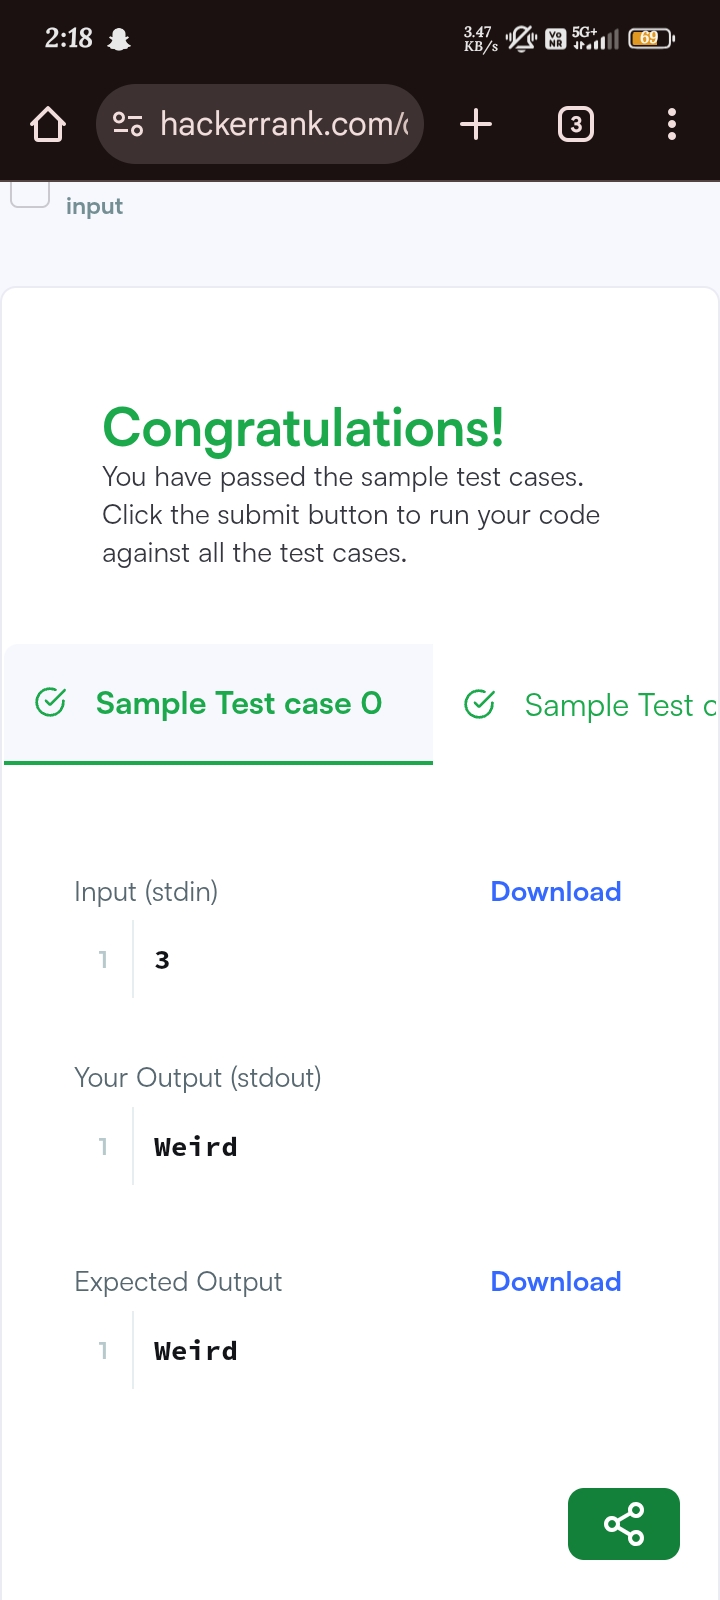 2:18
3.47
KB/s
Vo
NR
5G+
69
hackerrank.com/
3
input
Congratulations!
You have passed the sample test cases.
Click the submit button to run your code
against all the test cases.
Sample Test case 0
Sample Test c
Input (stdin)
Download
1
3
Your Output (stdout)
1
Weird
Expected Output
Download
1
Weird